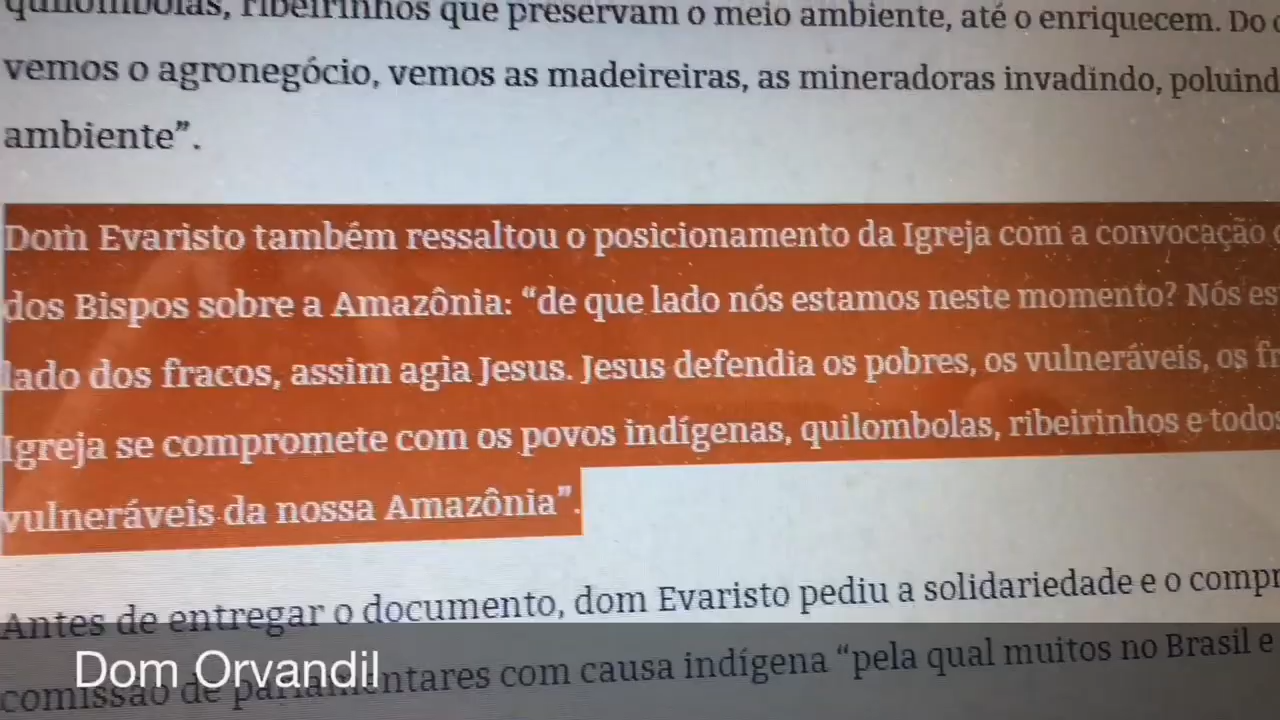 quilombolas, ribeirinhos que preservam o meio ambiente, até o enriquecem. Do
vemos o agronegócio, vemos as madeireiras, as mineradoras invadindo, poluind
ambiente”.
Dom Evaristo também ressaltou o posicionamento da Igreja com a convocação
dos Bispos sobre a Amazônia: “de que lado nós estamos neste momento? Nós es
lado dos fracos, assim agia Jesus. Jesus defendia os pobres, os vulneráveis, os fr
Igreja se compromete com os povos indígenas, quilombolas, ribeirinhos e todos
vulneráveis da nossa Amazônia”.
Antes de entregar o documento, dom Evaristo pediu a solidariedade e o compr
Dom Orvandil
comissão de parlamentares com causa indígena “pela qual muitos no Brasil e